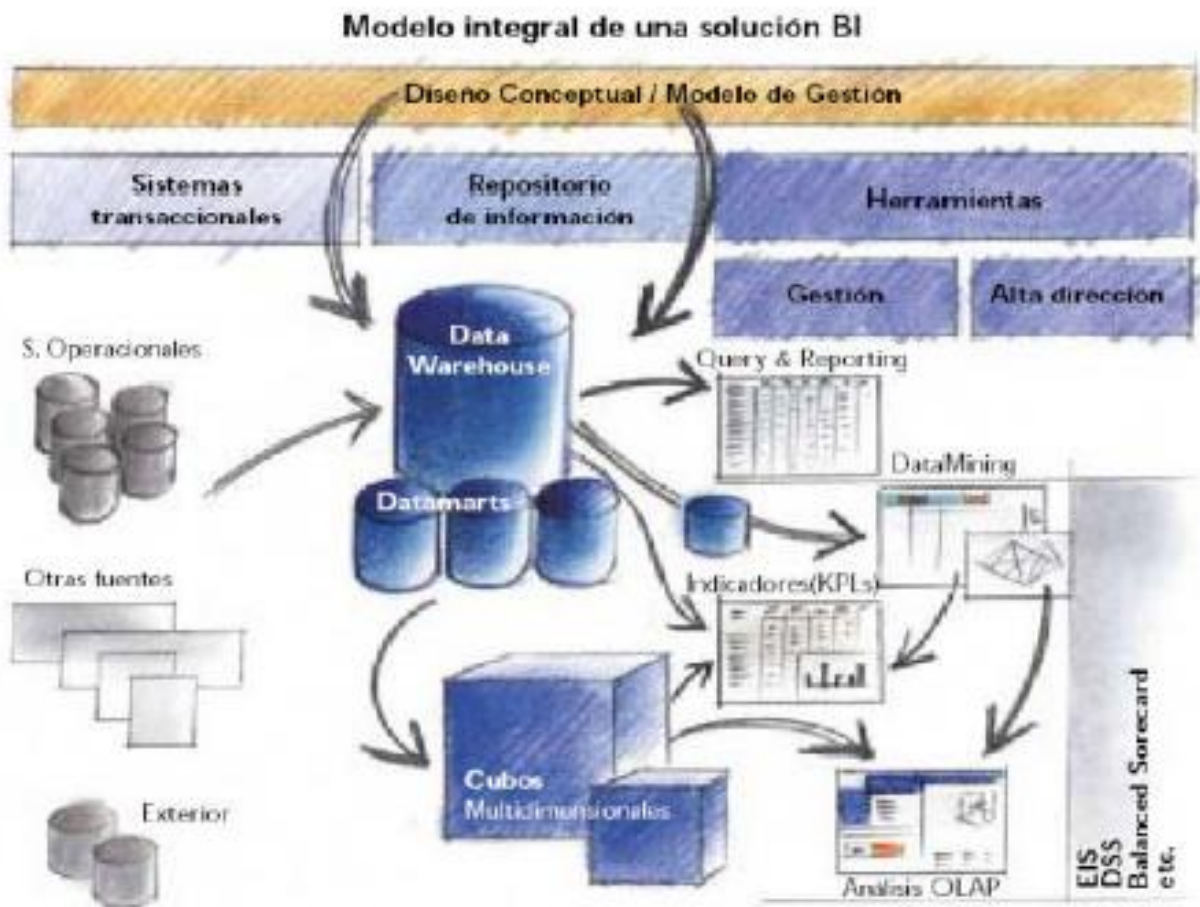 Modelo integral de una solución BI
Diseño Conceptual / Modelo de Gestión
Sistemas
transaccionales
Repositorio
de información
Herramientas
Gestión
Alta dirección
S. Operacionales
Data
Warehouse
Query & Reporting
DataMining
Datamarts
Otras fuentes
Indicadores(KPLs)
Cubos
Multidimensionales
Exterior
Análisis OLAP
EIS
DSS
Balanced Sorecard
etc.